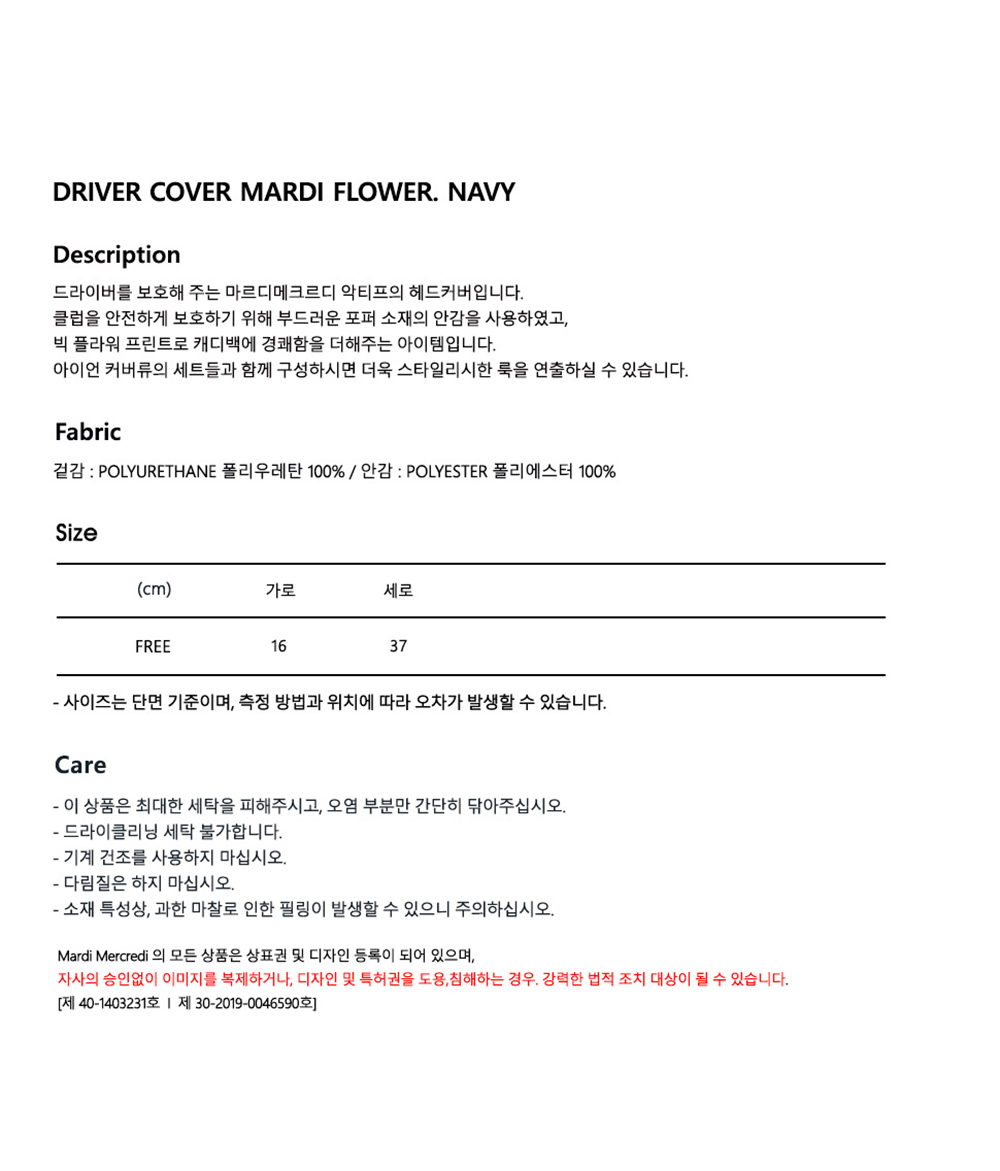 DRIVER COVER MARDI FLOWER. NAVY
Description
드라이버를 보호해 주는 마르디메크르디 악티프의 헤드커버입니다.
클럽을 안전하게 보호하기 위해 부드러운 포퍼 소재의 안감을 사용하였고,
빅 플라워 프린트로 캐디백에 경쾌함을 더해주는 아이템입니다.
아이언 커버류의 세트들과 함께 구성하시면 더욱 스타일리시한 룩을 연출하실 수 있습니다.
Fabric
겉감 : POLYURETHANE 폴리우레탄 100% / 안감 : POLYESTER 폴리에스터 100%
Size
(cm) 가로 세로
FREE 16 37
- 사이즈는 단면 기준이며, 측정 방법과 위치에 따라 오차가 발생할 수 있습니다.
Care
- 이 상품은 최대한 세탁을 피해주시고, 오염 부분만 간단히 닦아주십시오.
- 드라이클리닝 세탁 불가합니다.
- 기계 건조를 사용하지 마십시오.
- 다림질은 하지 마십시오.
- 소재 특성상, 과한 마찰로 인한 필링이 발생할 수 있으니 주의하십시오.
Mardi Mercredi 의 모든 상품은 상표권 및 디자인 등록이 되어 있으며,
자사의 승인없이 이미지를 복제하거나, 디자인 및 특허권을 도용,침해하는 경우. 강력한 법적 조치 대상이 될 수 있습니다.
[제 40-1403231호 ㅣ 제 30-2019-0046590호]